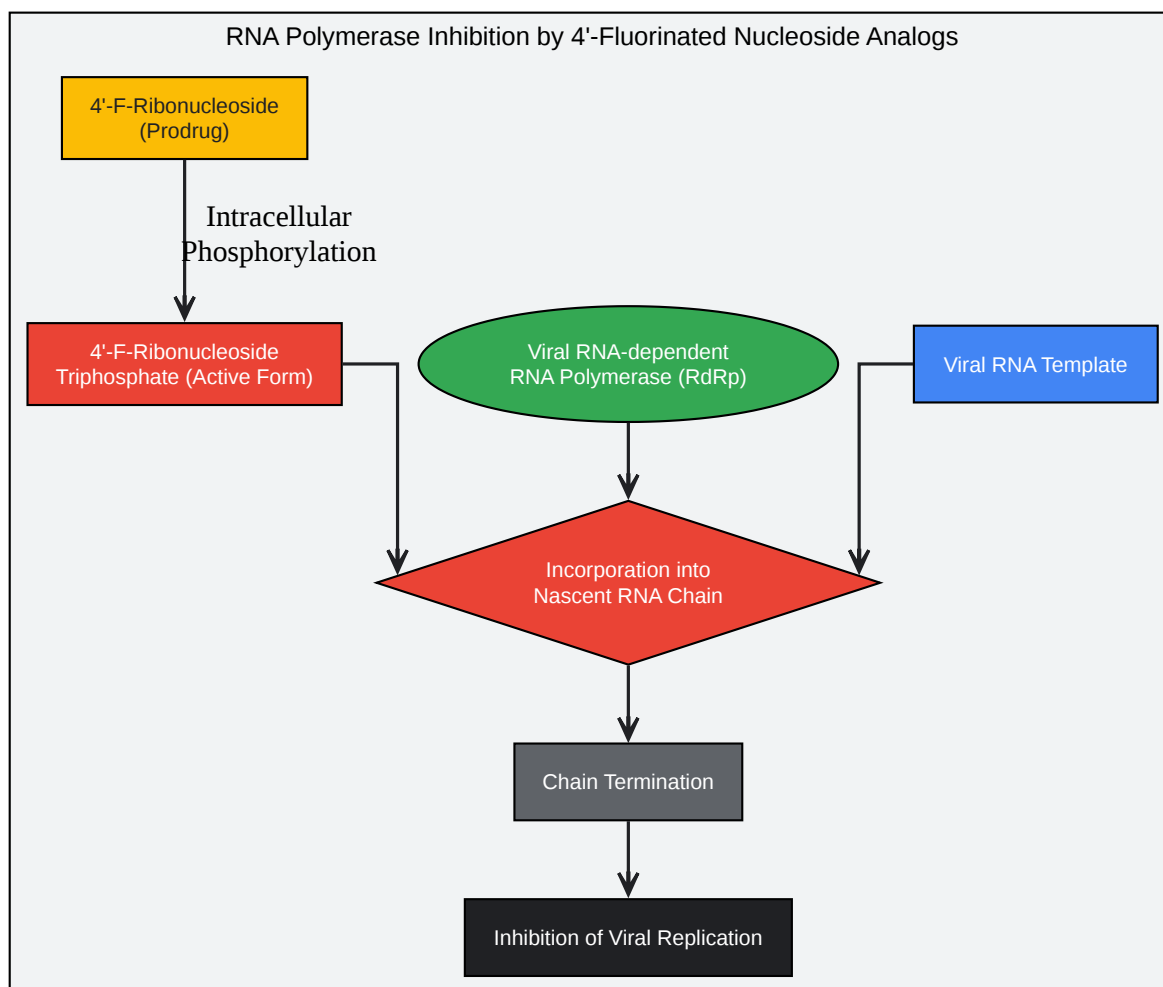 RNA Polymerase Inhibition by 4'-Fluorinated Nucleoside Analogs
4'-F-Ribonucleoside
(Prodrug)
Intracellular
Phosphorylation
4'-F-Ribonucleoside
Triphosphate (Active Form)
Viral RNA-dependent
RNA Polymerase (RdRp)
Viral RNA Template
Incorporation into
Nascent RNA Chain
Chain Termination
Inhibition of Viral Replication